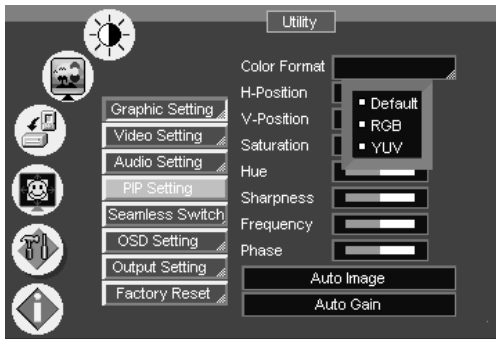 Utility
Graphic Setting
Video Setting
Audio Setting
PIP Setting
Seamless Switch
OSD Setting
Output Setting
Factory Reset
Color Format
H-Position
V-Position
Saturation
Hue
Sharpness
Frequency
Phase
Default
RGB
YUV
Auto Image
Auto Gain